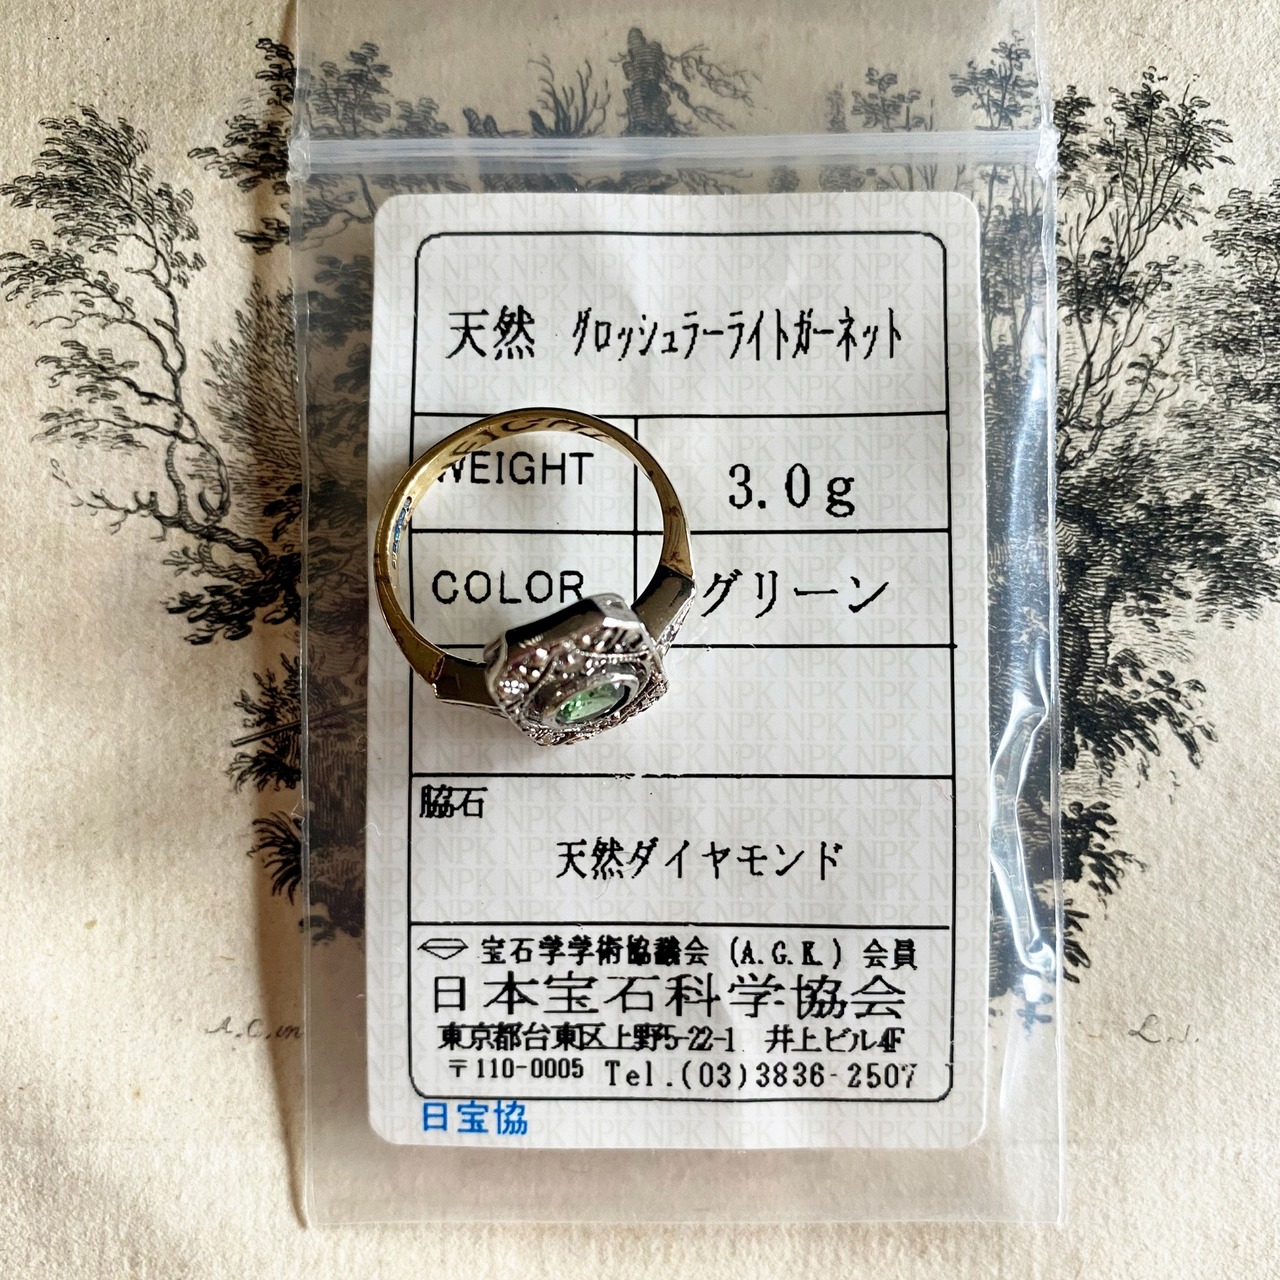 天然 グロッシュラーライトガーネット
WEIGHT 3.0g
COLOR グリーン
脇石
天然ダイヤモンド
宝石学学術協議会 (A.G.K.) 会員
日本宝石科学協会
東京都台東区上野5-22-1 井上ビル4F
〒110-0005 Tel.(03)3836-2507
日宝協